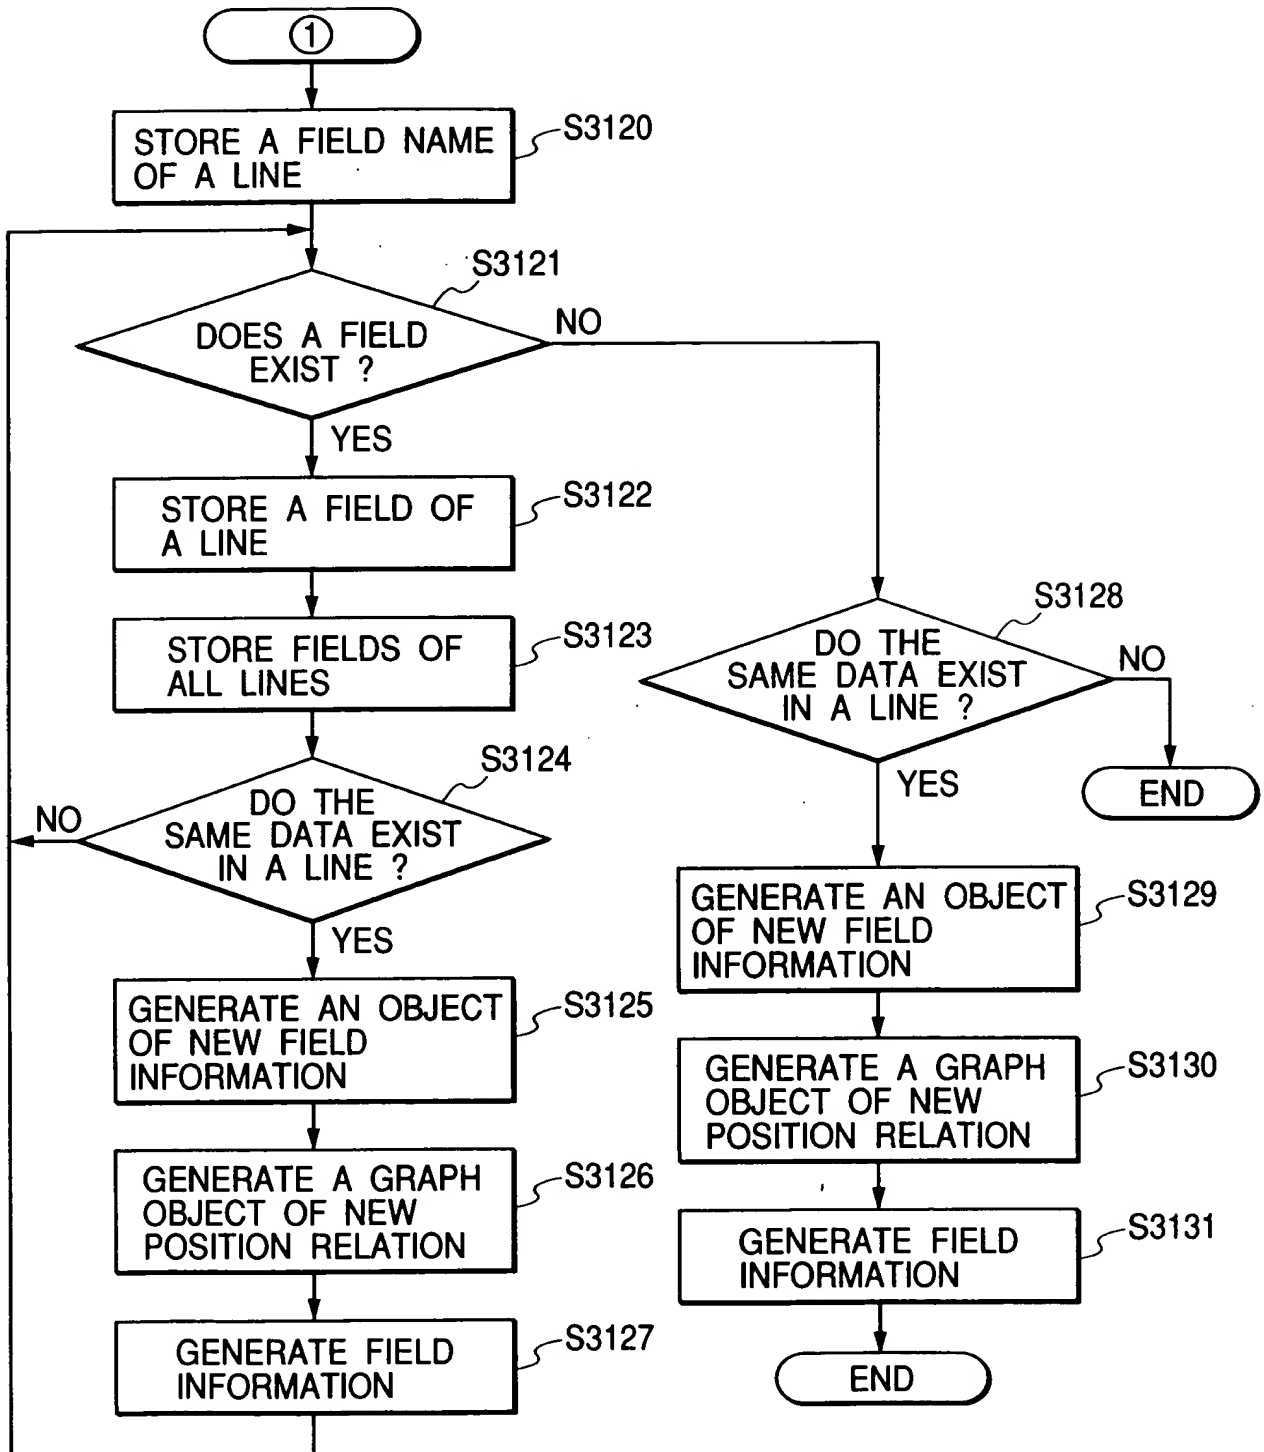 1
STORE A FIELD NAME
OF A LINE
S3120
S3121
DOES A FIELD
EXIST ?
NO
YES
STORE A FIELD OF
A LINE
S3122
STORE FIELDS OF
ALL LINES
S3123
S3124
DO THE
SAME DATA EXIST
IN A LINE ?
NO
YES
GENERATE AN OBJECT
OF NEW FIELD
INFORMATION
S3125
GENERATE A GRAPH
OBJECT OF NEW
POSITION RELATION
S3126
GENERATE FIELD
INFORMATION
S3127
S3128
DO THE
SAME DATA EXIST
IN A LINE ?
NO
END
YES
GENERATE AN OBJECT
OF NEW FIELD
INFORMATION
S3129
GENERATE A GRAPH
OBJECT OF NEW
POSITION RELATION
S3130
GENERATE FIELD
INFORMATION
S3131
END